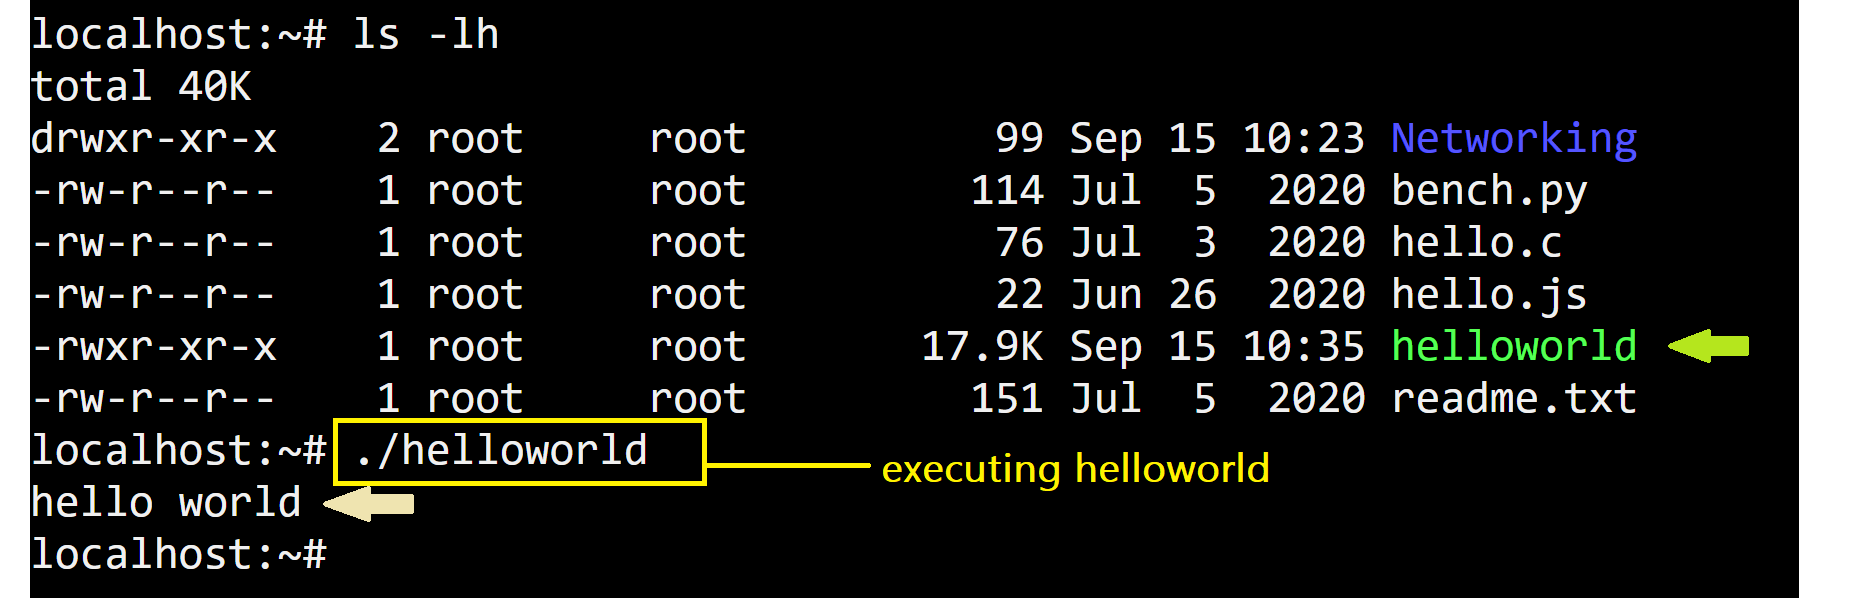 localhost:~# ls -lh
total 40K
drwxr-xr-x    2 root     root          99 Sep 15 10:23 Networking
-rw-r--r--    1 root     root         114 Jul  5  2020 bench.py
-rw-r--r--    1 root     root          76 Jul  3  2020 hello.c
-rw-r--r--    1 root     root          22 Jun 26  2020 hello.js
-rwxr-xr-x    1 root     root       17.9K Sep 15 10:35 helloworld
-rw-r--r--    1 root     root         151 Jul  5  2020 readme.txt
localhost:~# ./helloworld
executing helloworld
hello world
localhost:~#